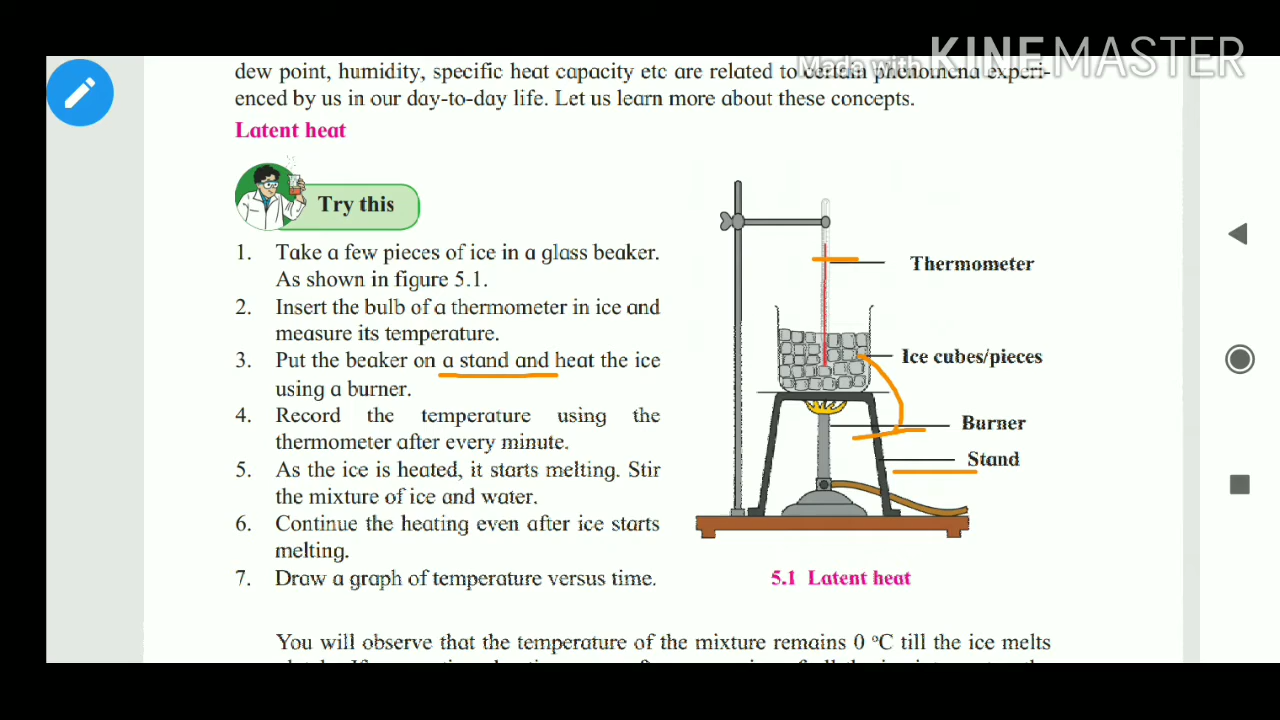 Made with KINEMASTER
dew point, humidity, specific heat capacity etc are related to certain phenomena experi-
enced by us in our day-to-day life. Let us learn more about these concepts.
Latent heat
Try this
1. Take a few pieces of ice in a glass beaker.
As shown in figure 5.1.
2. Insert the bulb of a thermometer in ice and
measure its temperature.
3. Put the beaker on a stand and heat the ice
using a burner.
4. Record the temperature using the
thermometer after every minute.
5. As the ice is heated, it starts melting. Stir
the mixture of ice and water.
6. Continue the heating even after ice starts
melting.
7. Draw a graph of temperature versus time.
Thermometer
Ice cubes/pieces
Burner
Stand
5.1 Latent heat
You will observe that the temperature of the mixture remains 0 °C till the ice melts